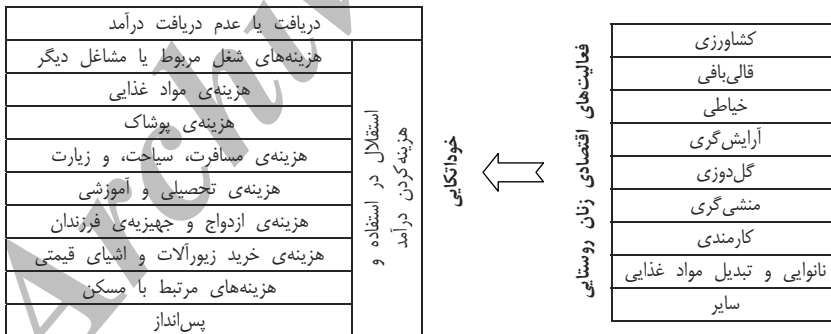 کشاورزی
قالی‌بافی
خیاطی
آرایش‌گری
گل‌دوزی
منشی‌گری
کارمندی
نانوایی و تبدیل مواد غذایی
سایر
فعالیت‌های اقتصادی زنان روستایی
خوداتکایی
دریافت یا عدم دریافت درآمد
استقلال در استفاده و
هزینه‌کردن درآمد
هزینه‌های شغل مربوط یا مشاغل دیگر
هزینه‌ی مواد غذایی
هزینه‌ی پوشاک
هزینه‌ی مسافرت، سیاحت، و زیارت
هزینه‌ی تحصیلی و آموزشی
هزینه‌ی ازدواج و جهیزیه‌ی فرزندان
هزینه‌ی خرید زیورآلات و اشیای قیمتی
هزینه‌های مرتبط با مسکن
پس‌انداز
Archiv